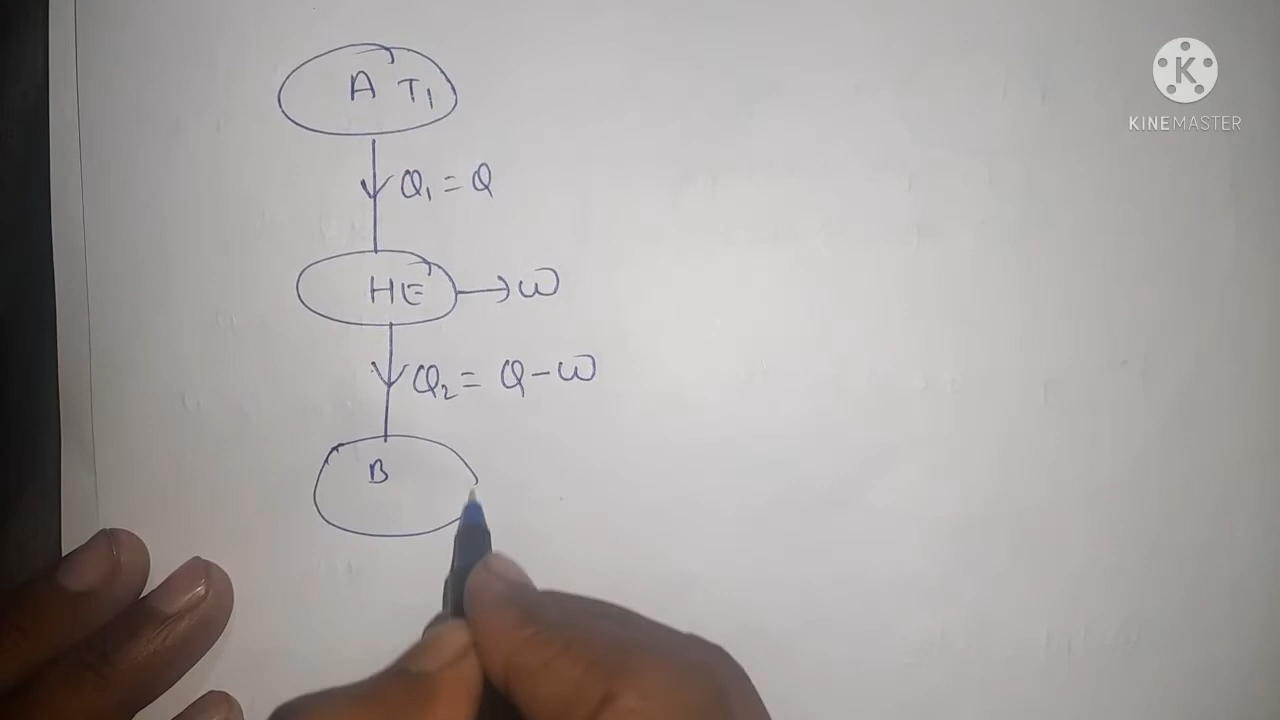 A T₁
Q₁ = Q
HE → W
Q₂ = Q - W
B
K
KINEMASTER